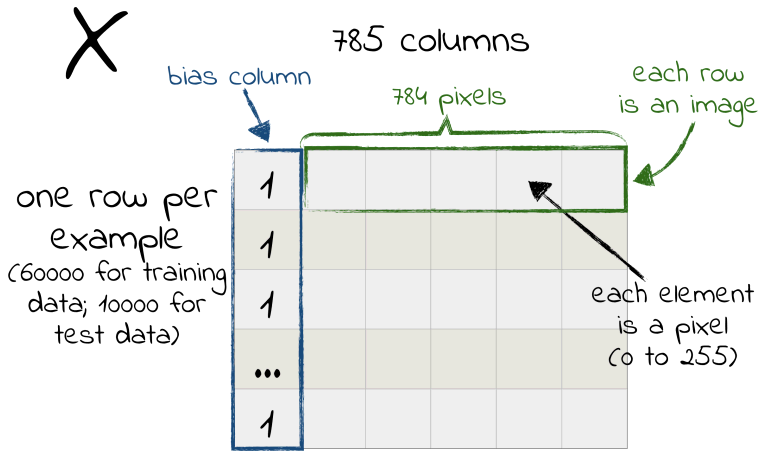 X
785 columns
bias column
784 pixels
each row
is an image
one row per
example
(60000 for training
data; 10000 for
test data)
1
1
1
...
1
each element
is a pixel
(0 to 255)